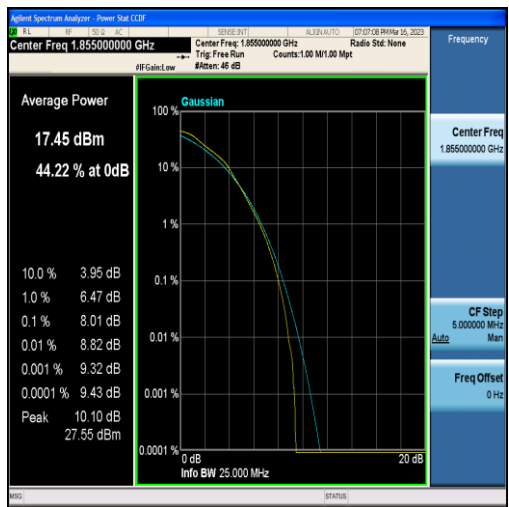 Agilent Spectrum Analyzer - Power Stat CCDF
RL RF 50 Ω AC SENSE:INT ALIGN AUTO 07:07:08 PM Mar 16, 2023
Center Freq 1.855000000 GHz
Center Freq: 1.855000000 GHz Radio Std: None
Trig: Free Run Counts:1.00 M/1.00 Mpt
#IFGain:Low #Atten: 46 dB
Frequency
Average Power
17.45 dBm
44.22 % at 0dB
10.0 % 3.95 dB
1.0 % 6.47 dB
0.1 % 8.01 dB
0.01 % 8.82 dB
0.001 % 9.32 dB
0.0001 % 9.43 dB
Peak 10.10 dB
27.55 dBm
Gaussian
100 %
10 %
1 %
0.1 %
0.01 %
0.001 %
0.0001 %
0 dB 20 dB
Info BW 25.000 MHz
Center Freq
1.855000000 GHz
CF Step
5.000000 MHz
Auto Man
Freq Offset
0 Hz
MSG STATUS